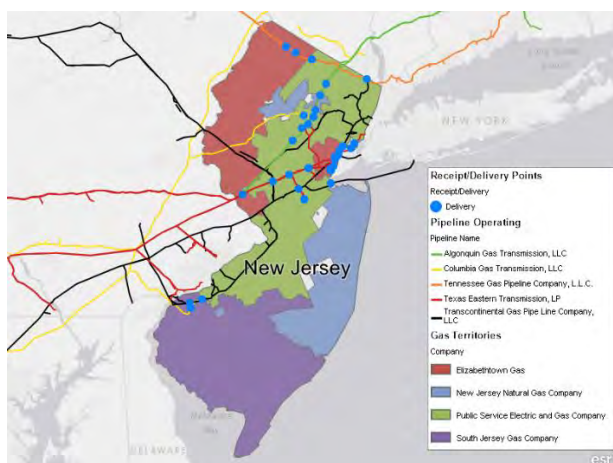 NEW YORK
New Jersey
DELAWARE
Receipt/Delivery Points
Receipt/Delivery
Delivery
Pipeline Operating
Pipeline Name
Algonquin Gas Transmission, LLC
Columbia Gas Transmission, LLC
Tennessee Gas Pipeline Company, L.L.C.
Texas Eastern Transmission, LP
Transcontinental Gas Pipe Line Company,
LLC
Gas Territories
Company
Elizabethtown Gas
New Jersey Natural Gas Company
Public Service Electric and Gas Company
South Jersey Gas Company